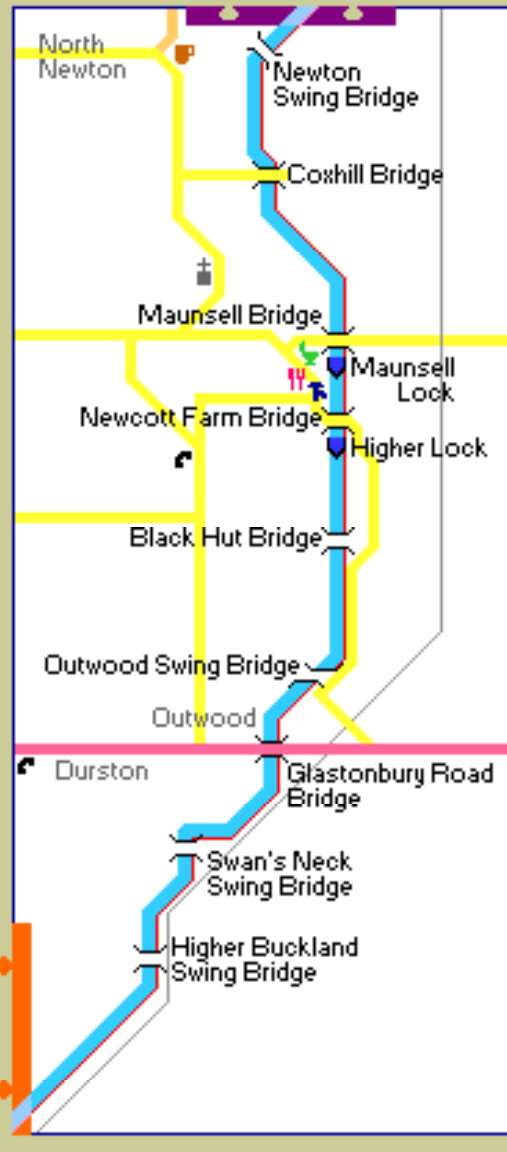 North
Newton
Newton
Swing Bridge
Coxhill Bridge
Maunsell Bridge
Maunsell
Lock
Newcott Farm Bridge
Higher Lock
Black Hut Bridge
Outwood Swing Bridge
Outwood
Durston
Glastonbury Road
Bridge
Swan's Neck
Swing Bridge
Higher Buckland
Swing Bridge